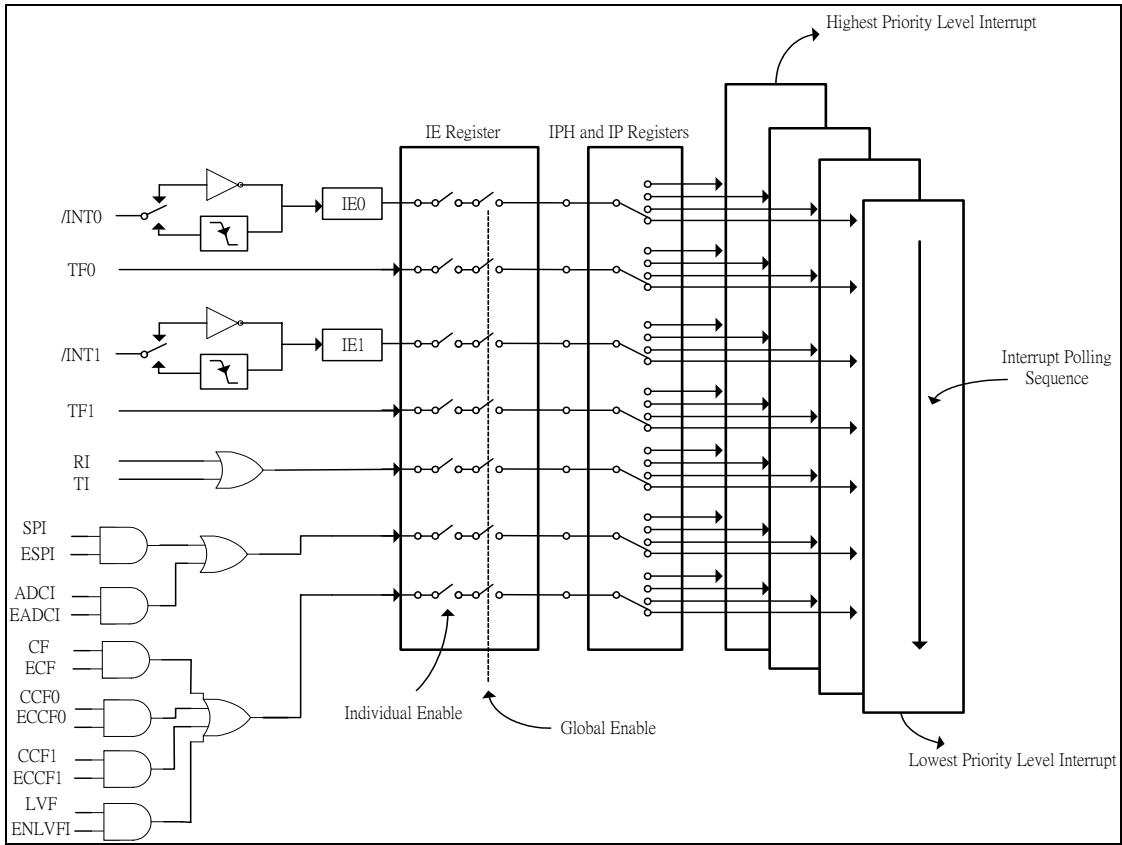 Highest Priority Level Interrupt
IE Register
IPH and IP Registers
/INT0
IE0
TF0
/INT1
IE1
TF1
RI
TI
SPI
ESPI
ADCI
EADCI
CF
ECF
CCF0
ECCF0
CCF1
ECCF1
LVF
ENLVFI
Individual Enable
Global Enable
Interrupt Polling
Sequence
Lowest Priority Level Interrupt